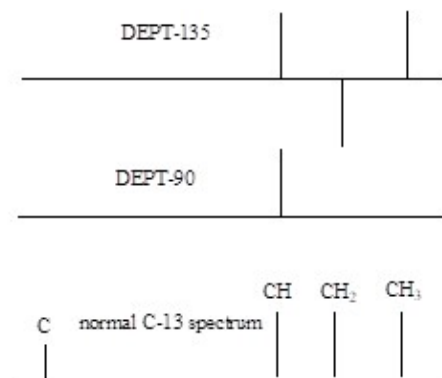 DEPT-135
DEPT-90
CH CH₂ CH₃
C normal C-13 spectrum